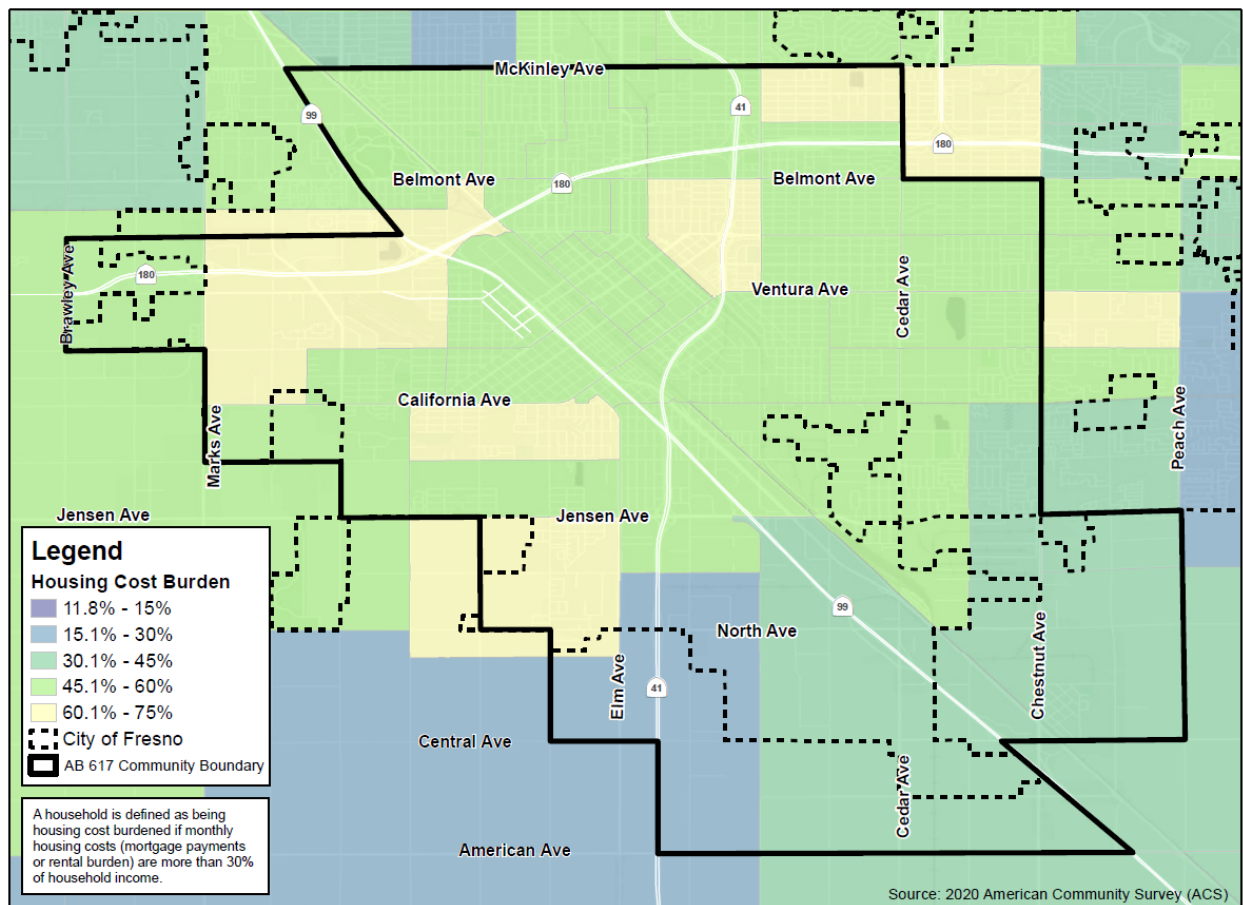 McKinley Ave
41
99
180
Belmont Ave
180
Belmont Ave
Brawley Ave
180
Ventura Ave
Cedar Ave
Marks Ave
California Ave
Peach Ave
Jensen Ave
Jensen Ave
Legend
Housing Cost Burden
11.8% - 15%
15.1% - 30%
30.1% - 45%
45.1% - 60%
60.1% - 75%
City of Fresno
AB 617 Community Boundary
99
North Ave
Chestnut Ave
Elm Ave
41
Central Ave
Cedar Ave
A household is defined as being
housing cost burdened if monthly
housing costs (mortgage payments
or rental burden) are more than 30%
of household income.
American Ave
Source: 2020 American Community Survey (ACS)